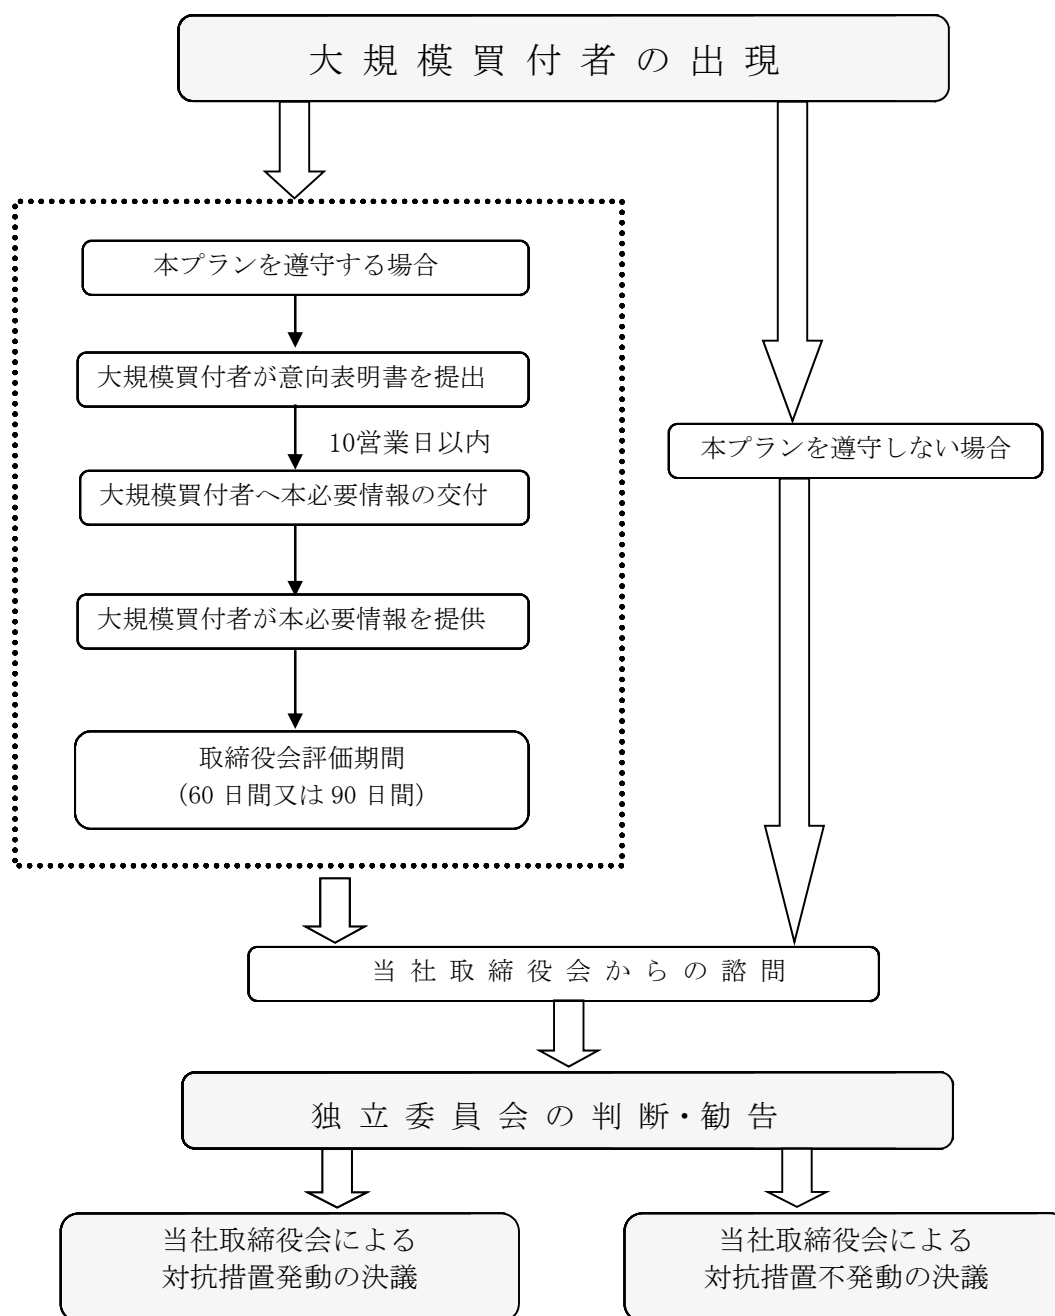 大規模買付者の出現
本プランを遵守する場合
大規模買付者が意向表明書を提出
10営業日以内
本プランを遵守しない場合
大規模買付者へ本必要情報の交付
大規模買付者が本必要情報を提供
取締役会評価期間
(60 日間又は 90 日間)
当社取締役会からの諮問
独立委員会の判断・勧告
当社取締役会による
対抗措置発動の決議
当社取締役会による
対抗措置不発動の決議